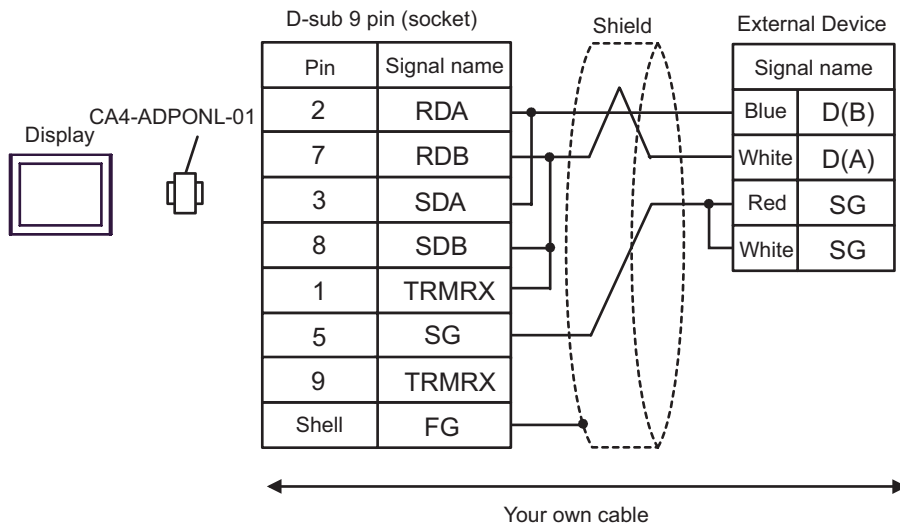 D-sub 9 pin (socket)
Shield
External Device
Pin Signal name
Signal name
CA4-ADPONL-01
Display
2 RDA
Blue D(B)
7 RDB
White D(A)
3 SDA
Red SG
8 SDB
White SG
1 TRMRX
5 SG
9 TRMRX
Shell FG
Your own cable